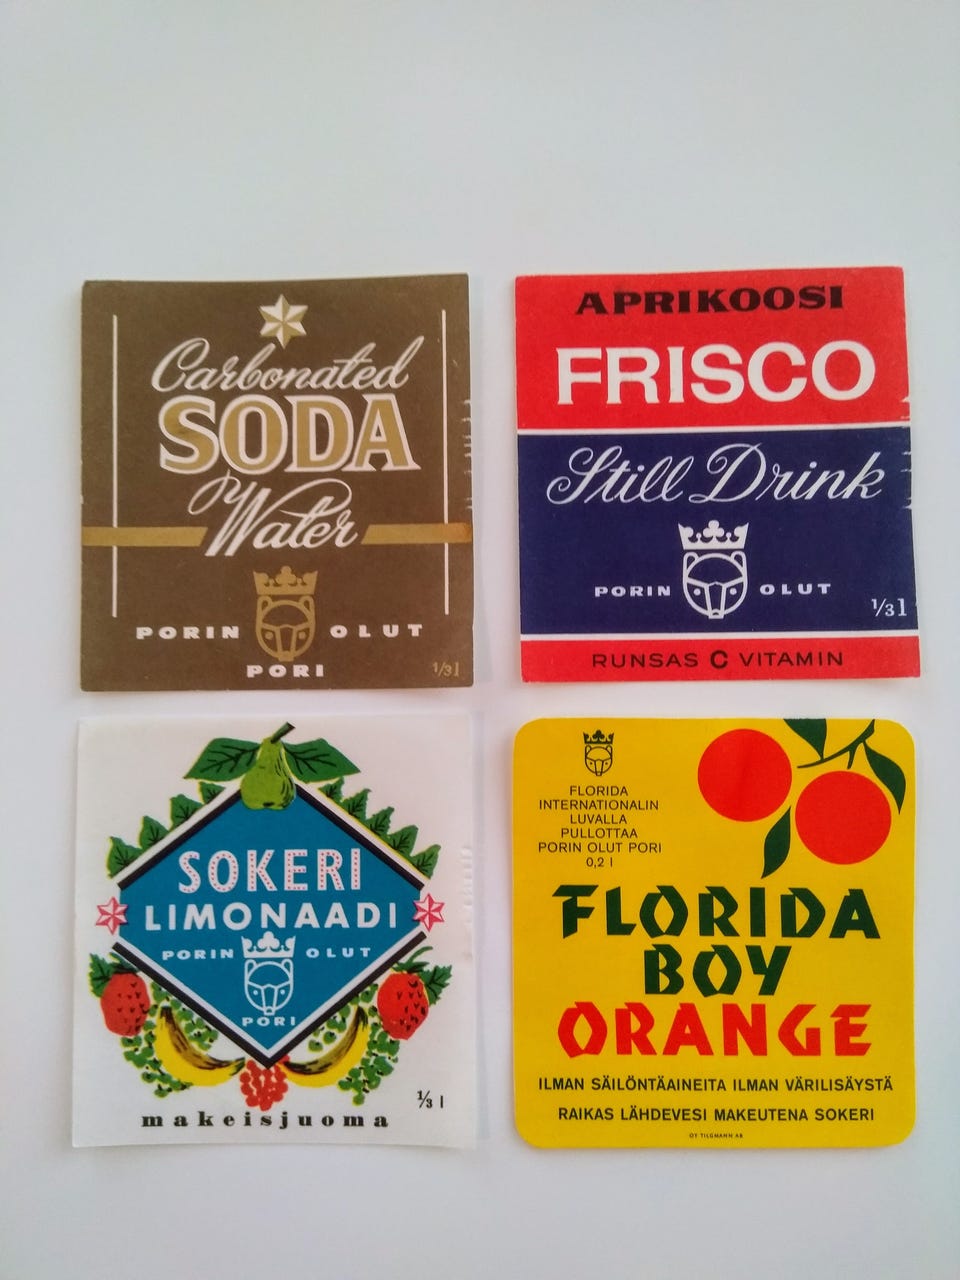 Carbonated
SODA
Water
PORIN OLUT
PORI
1/3 l
APRIKOOSI
FRISCO
Still Drink
PORIN OLUT
1/3 l
RUNSAS C VITAMIN
SOKERI
LIMONAADI
PORIN OLUT
PORI
1/3 l
makeisjuoma
FLORIDA
INTERNATIONALIN
LUVALLA
PULLOTTAA
PORIN OLUT PORI
0,2 l
FLORIDA
BOY
ORANGE
ILMAN SÄILÖNTÄAINEITA ILMAN VÄRILISÄYSTÄ
RAIKAS LÄHDEVESI MAKEUTENA SOKERI
OY TILGMANN AB